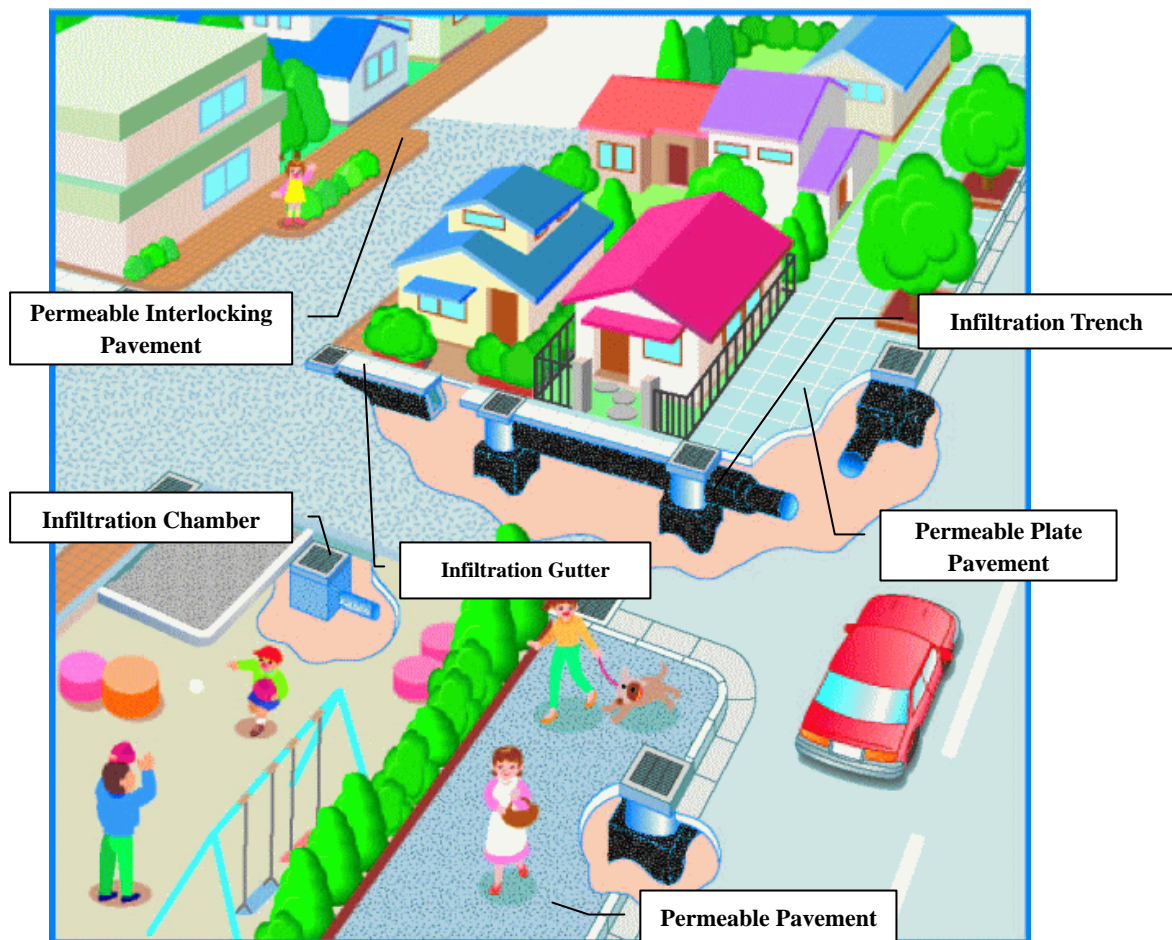 Permeable Interlocking
Pavement
Infiltration Trench
Infiltration Chamber
Infiltration Gutter
Permeable Plate
Pavement
Permeable Pavement